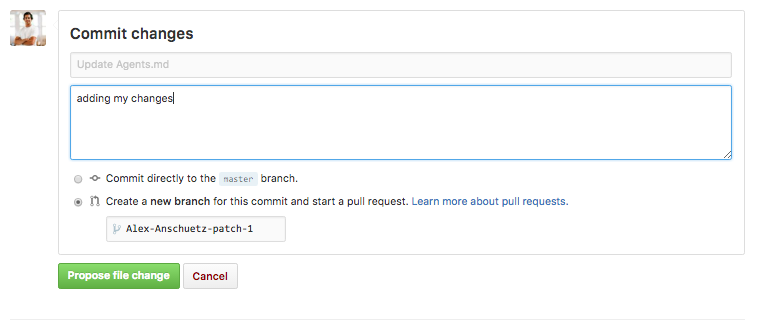 Commit changes
Update Agents.md
adding my changes
Commit directly to the master branch.
Create a new branch for this commit and start a pull request. Learn more about pull requests.
Alex-Anschuetz-patch-1
Propose file change Cancel